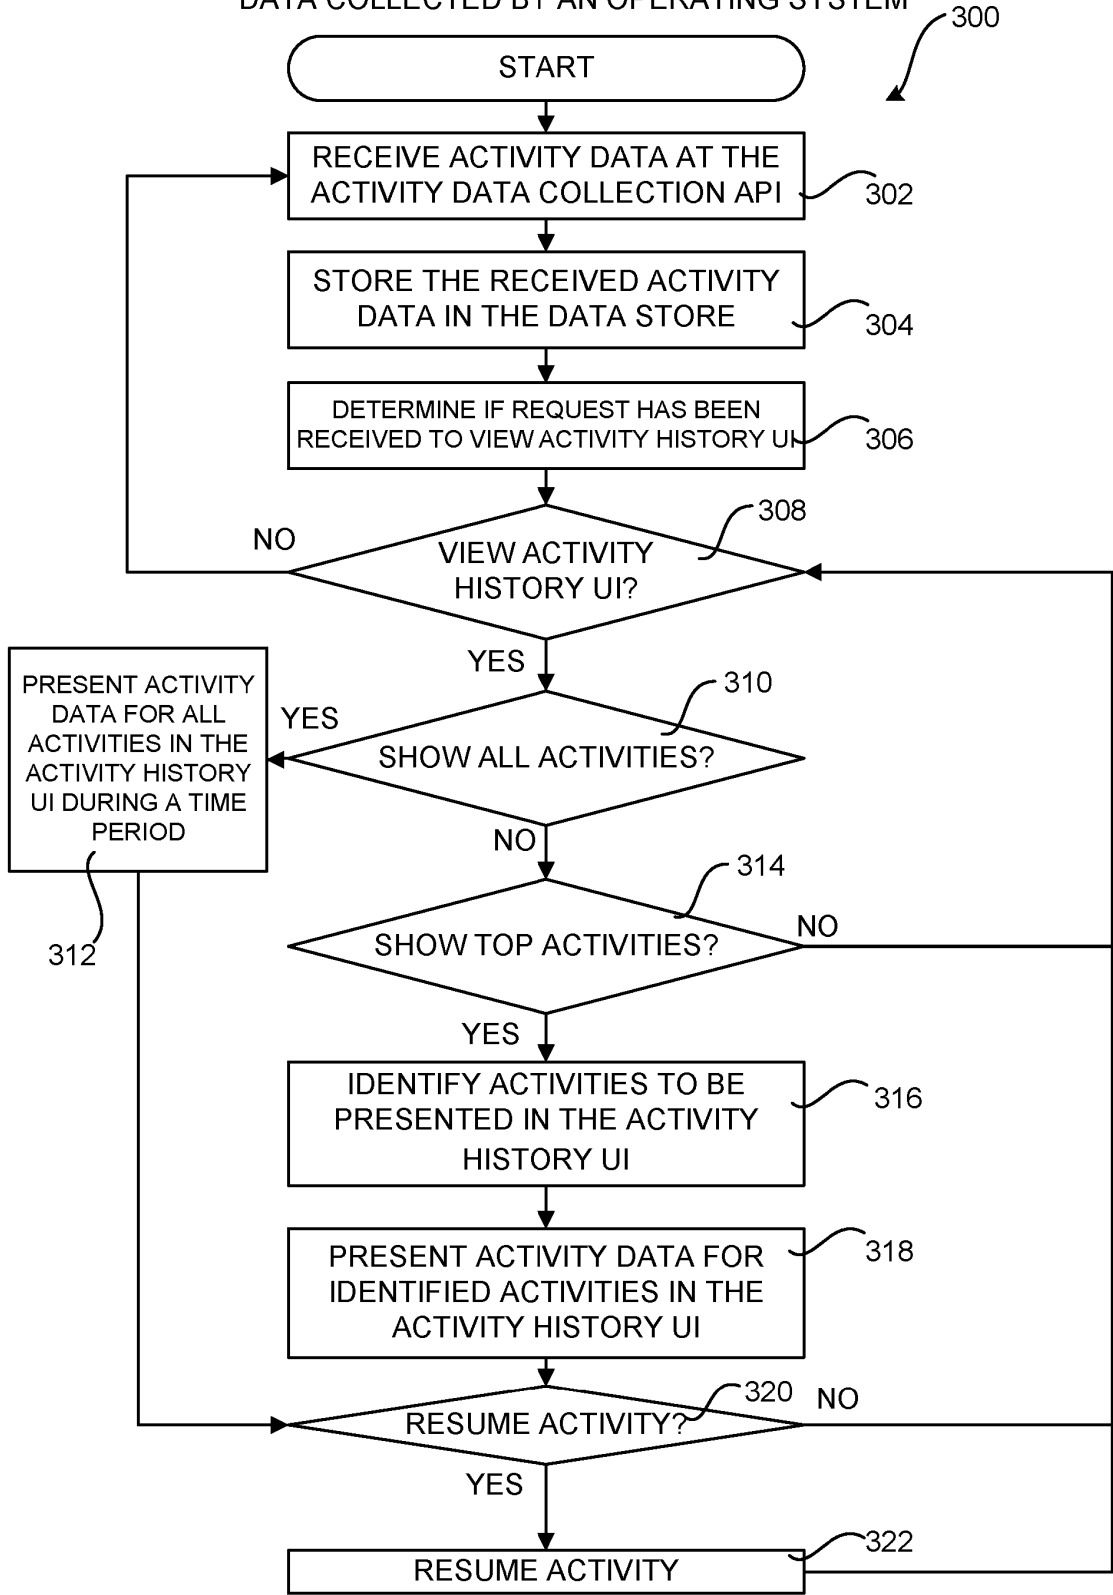 DATA COLLECTED BY AN OPERATING SYSTEM
300
START
RECEIVE ACTIVITY DATA AT THE
ACTIVITY DATA COLLECTION API
302
STORE THE RECEIVED ACTIVITY
DATA IN THE DATA STORE
304
DETERMINE IF REQUEST HAS BEEN
RECEIVED TO VIEW ACTIVITY HISTORY UI
306
308
NO
VIEW ACTIVITY
HISTORY UI?
YES
310
PRESENT ACTIVITY
DATA FOR ALL
ACTIVITIES IN THE
ACTIVITY HISTORY
UI DURING A TIME
PERIOD
312
YES
SHOW ALL ACTIVITIES?
NO
314
SHOW TOP ACTIVITIES?
NO
YES
IDENTIFY ACTIVITIES TO BE
PRESENTED IN THE ACTIVITY
HISTORY UI
316
PRESENT ACTIVITY DATA FOR
IDENTIFIED ACTIVITIES IN THE
ACTIVITY HISTORY UI
318
320
NO
RESUME ACTIVITY?
YES
RESUME ACTIVITY
322